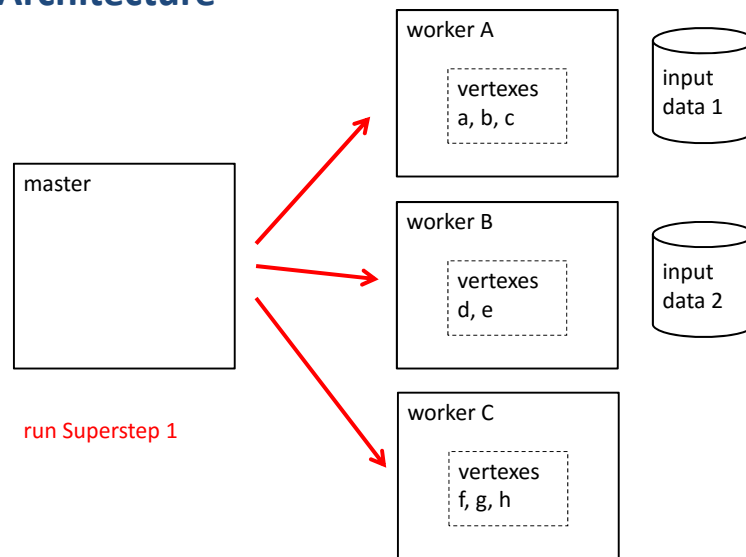 Architecture
worker A
vertexes
a, b, c
input
data 1
master
worker B
vertexes
d, e
input
data 2
run Superstep 1
worker C
vertexes
f, g, h